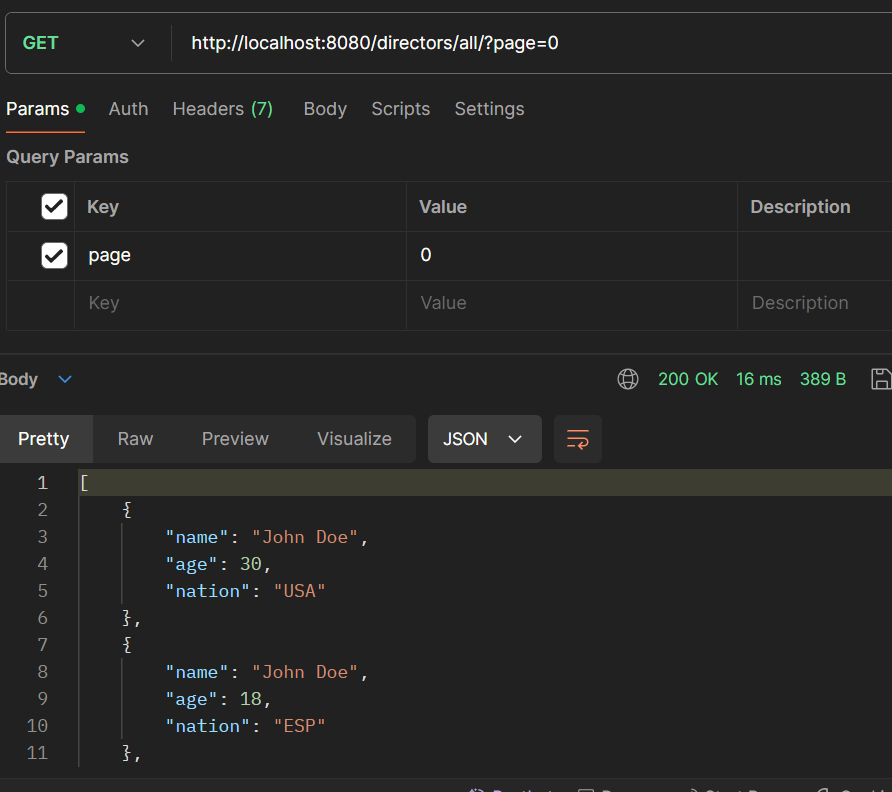 GET http://localhost:8080/directors/all/?page=0
Params Auth Headers (7) Body Scripts Settings
Query Params
Key Value Description
page 0
Key Value Description
Body 200 OK 16 ms 389 B
Pretty Raw Preview Visualize JSON
1 [
2 {
3 "name": "John Doe",
4 "age": 30,
5 "nation": "USA"
6 },
7 {
8 "name": "John Doe",
9 "age": 18,
10 "nation": "ESP"
11 },